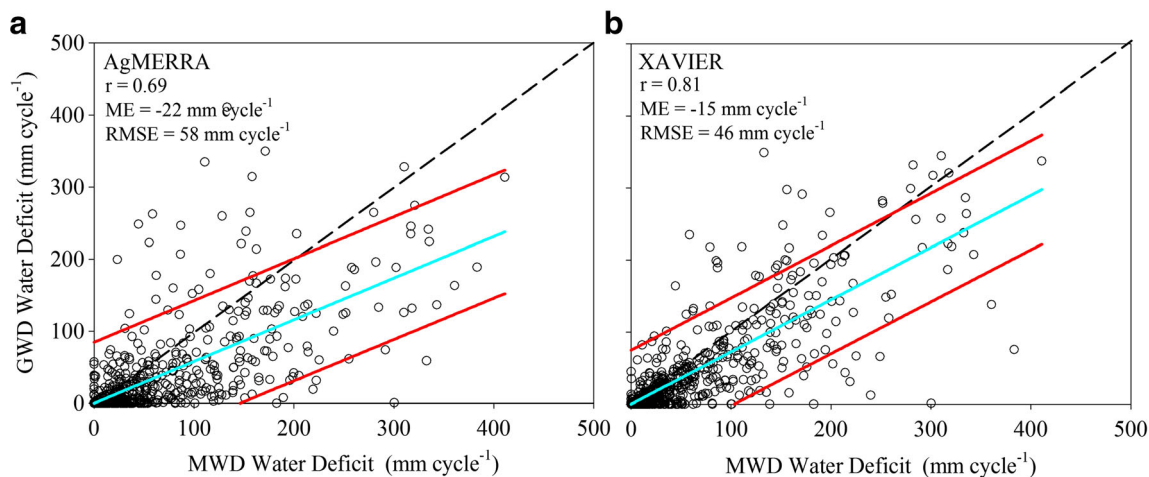 a
b
500
400
300
200
100
0
GWD Water Deficit (mm cycle⁻¹)
AgMERRA
r = 0.69
ME = -22 mm cycle⁻¹
RMSE = 58 mm cycle⁻¹
0 100 200 300 400 500
MWD Water Deficit (mm cycle⁻¹)
XAVIER
r = 0.81
ME = -15 mm cycle⁻¹
RMSE = 46 mm cycle⁻¹
0 100 200 300 400 500
MWD Water Deficit (mm cycle⁻¹)